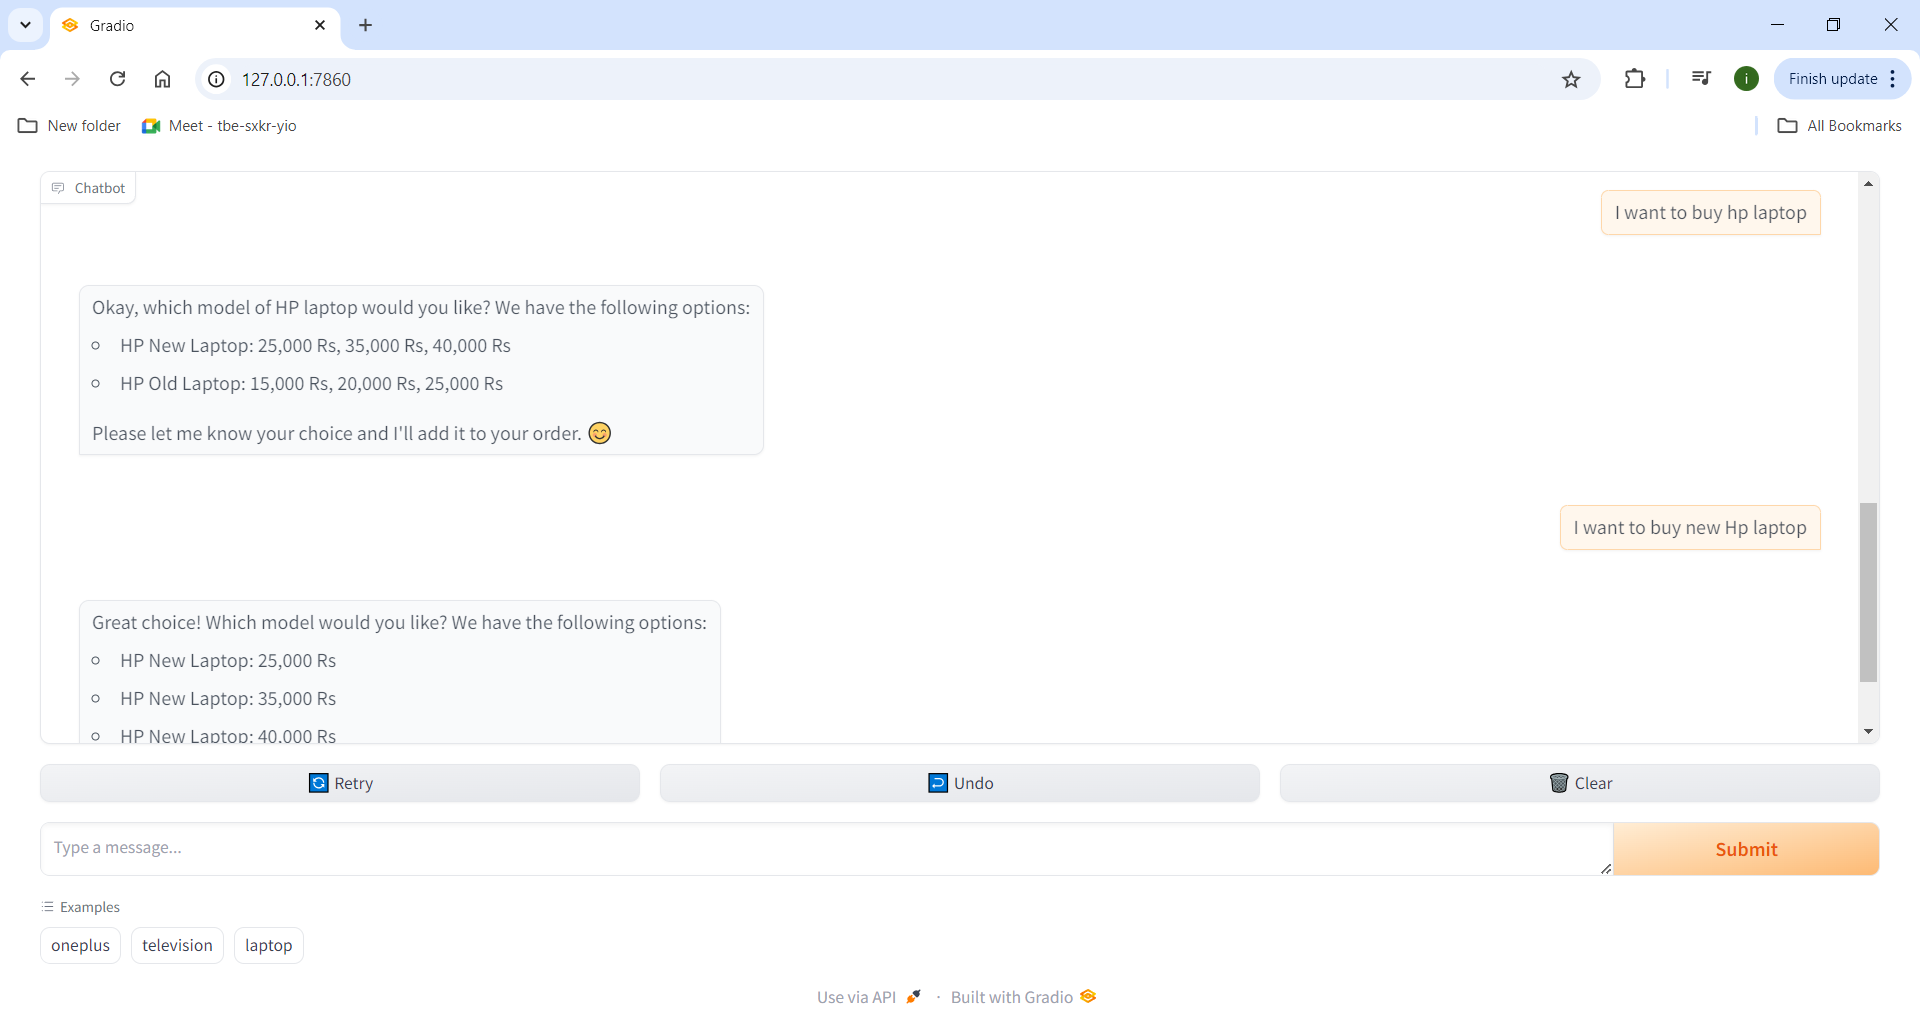 Gradio
127.0.0.1:7860
i
Finish update
New folder
Meet - tbe-sxkr-yio
All Bookmarks
Chatbot
I want to buy hp laptop
Okay, which model of HP laptop would you like? We have the following options:
HP New Laptop: 25,000 Rs, 35,000 Rs, 40,000 Rs
HP Old Laptop: 15,000 Rs, 20,000 Rs, 25,000 Rs
Please let me know your choice and I'll add it to your order. 😊
I want to buy new Hp laptop
Great choice! Which model would you like? We have the following options:
HP New Laptop: 25,000 Rs
HP New Laptop: 35,000 Rs
HP New Laptop: 40,000 Rs
Retry
Undo
Clear
Type a message...
Submit
Examples
oneplus
television
laptop
Use via API · Built with Gradio